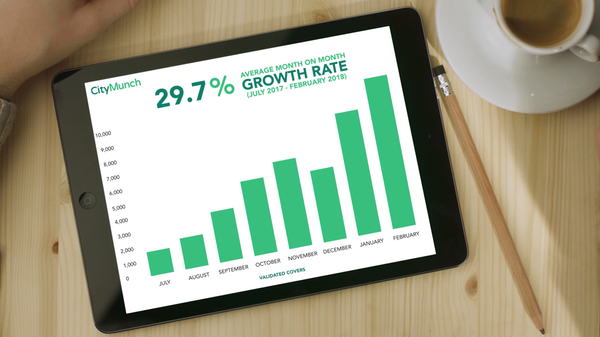 CityMunch
29.7%
AVERAGE MONTH ON MONTH
GROWTH RATE
(JULY 2017 - FEBRUARY 2018)
10,000
9,000
8,000
7,000
6,000
5,000
4,000
3,000
2,000
1,000
0
JULY
AUGUST
SEPTEMBER
OCTOBER
NOVEMBER
DECEMBER
JANUARY
FEBRUARY
VALIDATED COVERS